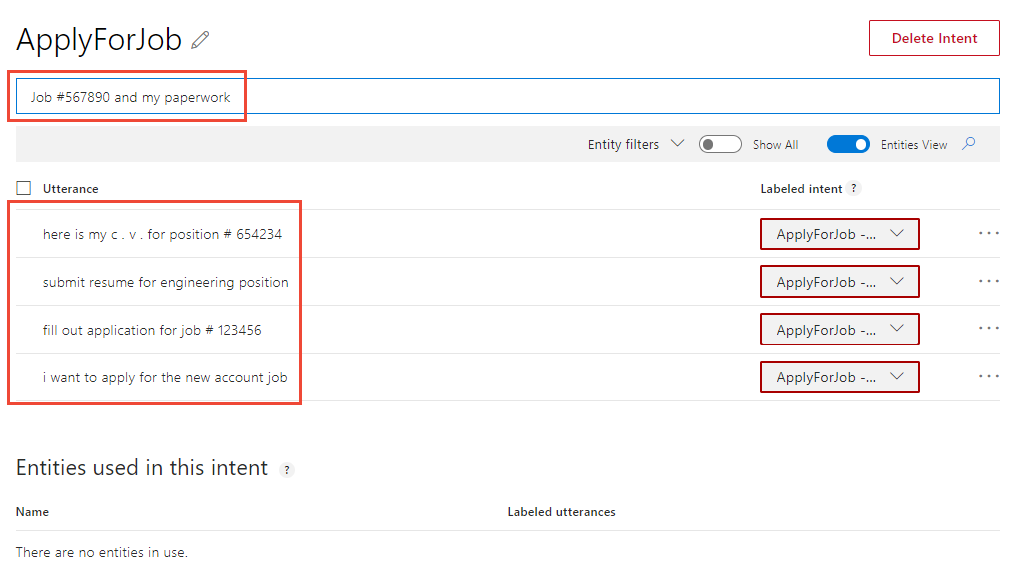 ApplyForJob
Delete Intent
Job #567890 and my paperwork
Entity filters Show All Entities View
Utterance Labeled intent ?
here is my c . v . for position # 654234 ApplyForJob -... ...
submit resume for engineering position ApplyForJob -... ...
fill out application for job # 123456 ApplyForJob -... ...
i want to apply for the new account job ApplyForJob -... ...
Entities used in this intent ?
Name Labeled utterances
There are no entities in use.